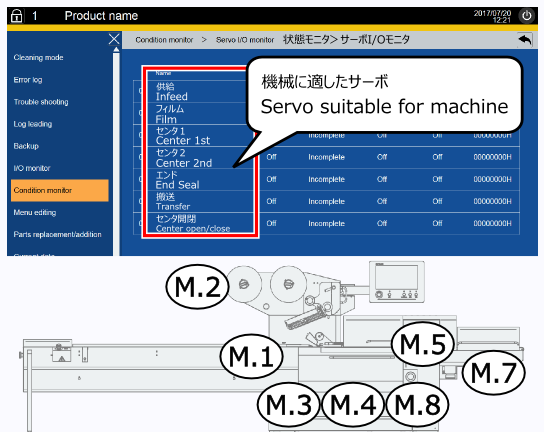 1 Product name
2017/07/20
12:21
Condition monitor > Servo I/O monitor 状態モニタ>サーボI/Oモニタ
Cleaning mode
Error log
Trouble shooting
Log leading
Backup
I/O monitor
Condition monitor
Menu editing
Parts replacement/addition
Name
供給
Infeed
フィルム
Film
センタ1
Center 1st
センタ2
Center 2nd Off Incomplete Off Off 00000000H
エンド
End Seal Off Incomplete Off Off 00000000H
搬送
Transfer Off Incomplete Off Off 00000000H
センタ開閉
Center open/close Off Incomplete Off Off 00000000H
機械に適したサーボ
Servo suitable for machine
M.2
M.1
M.5
M.7
M.3
M.4
M.8